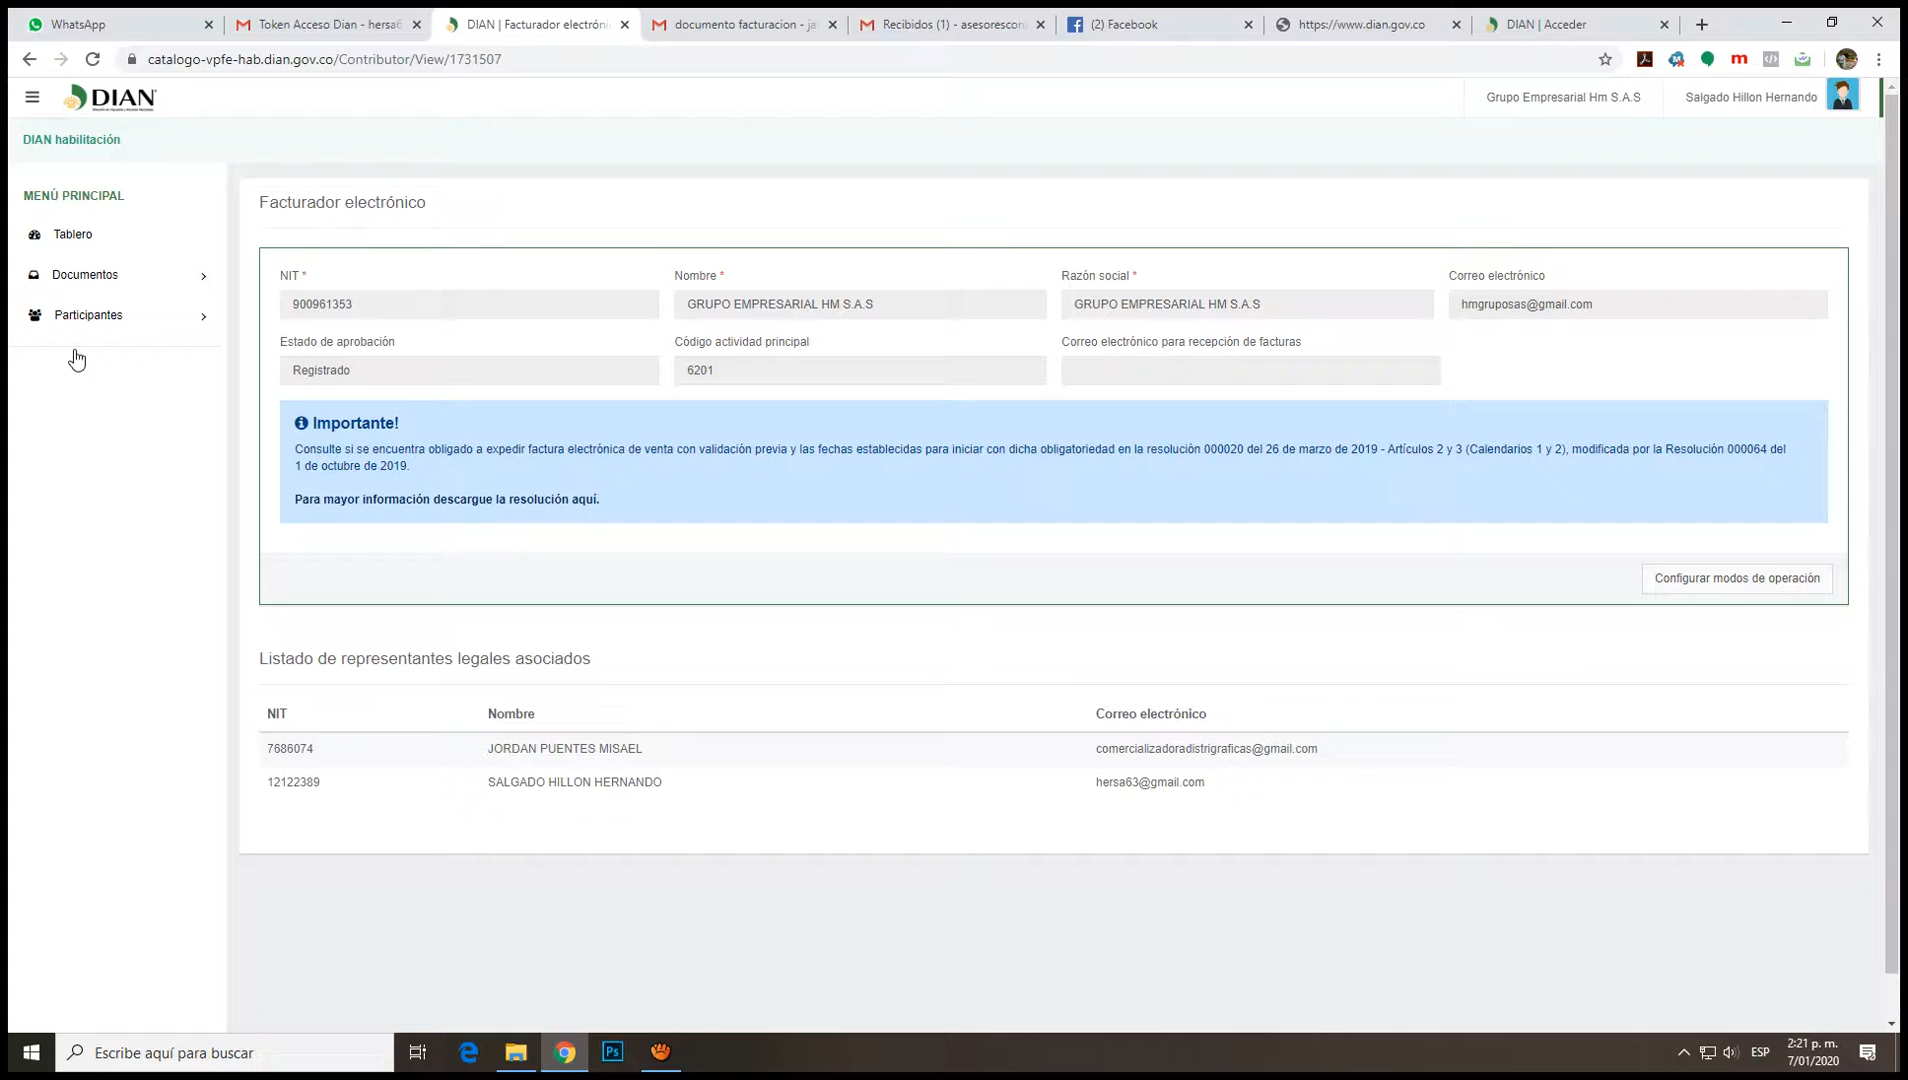 WhatsApp
Token Acceso Dian - hersa6
DIAN | Facturador electróni
documento facturacion - ja
Recibidos (1) - asesorescon
(2) Facebook
https://www.dian.gov.co
DIAN | Acceder
catalogo-vpfe-hab.dian.gov.co/Contributor/View/1731507
DIAN
Grupo Empresarial Hm S.A.S
Salgado Hillon Hernando
DIAN habilitación
MENÚ PRINCIPAL
Tablero
Documentos
Participantes
Facturador electrónico
NIT * Nombre * Razón social * Correo electrónico
900961353 GRUPO EMPRESARIAL HM S.A.S GRUPO EMPRESARIAL HM S.A.S hmgruposas@gmail.com
Estado de aprobación Código actividad principal Correo electrónico para recepción de facturas
Registrado 6201
Importante!
Consulte si se encuentra obligado a expedir factura electrónica de venta con validación previa y las fechas establecidas para iniciar con dicha obligatoriedad en la resolución 000020 del 26 de marzo de 2019 - Artículos 2 y 3 (Calendarios 1 y 2), modificada por la Resolución 000064 del
1 de octubre de 2019.
Para mayor información descargue la resolución aquí.
Configurar modos de operación
Listado de representantes legales asociados
NIT Nombre Correo electrónico
7686074 JORDAN PUENTES MISAEL comercializadoradistrigraficas@gmail.com
12122389 SALGADO HILLON HERNANDO hersa63@gmail.com
Escribe aquí para buscar
Ps
ESP
2:21 p. m.
7/01/2020